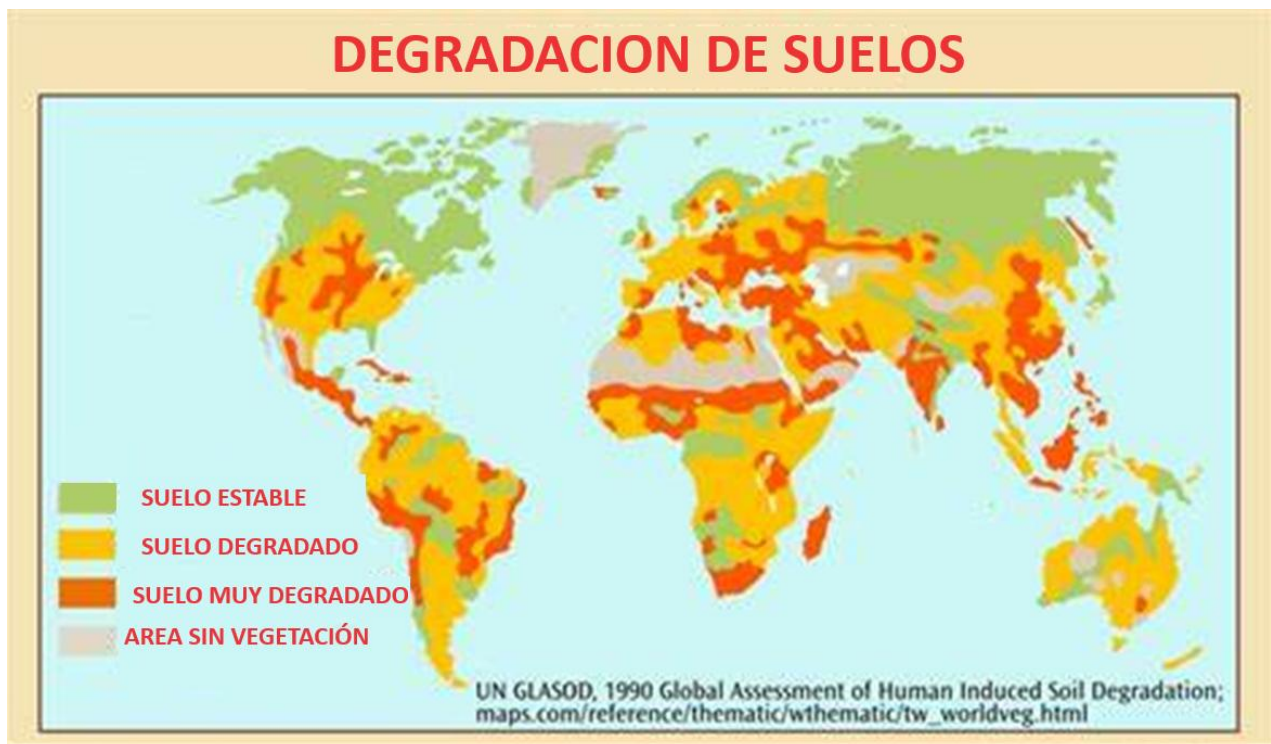 DEGRADACION DE SUELOS
SUELO ESTABLE
SUELO DEGRADADO
SUELO MUY DEGRADADO
AREA SIN VEGETACIÓN
UN GLASOD, 1990 Global Assessment of Human Induced Soil Degradation;
maps.com/reference/thematic/wthematic/tw_worldveg.html